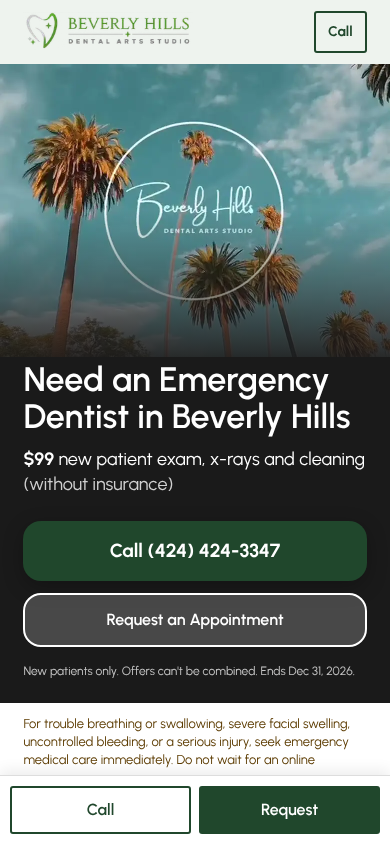 BEVERLY HILLS
DENTAL ARTS STUDIO
Call
Beverly Hills
DENTAL ARTS STUDIO
Need an Emergency
Dentist in Beverly Hills
$99 new patient exam, x-rays and cleaning
(without insurance)
Call (424) 424-3347
Request an Appointment
New patients only. Offers can't be combined. Ends Dec 31, 2026.
For trouble breathing or swallowing, severe facial swelling,
uncontrolled bleeding, or a serious injury, seek emergency
medical care immediately. Do not wait for an online
Call
Request